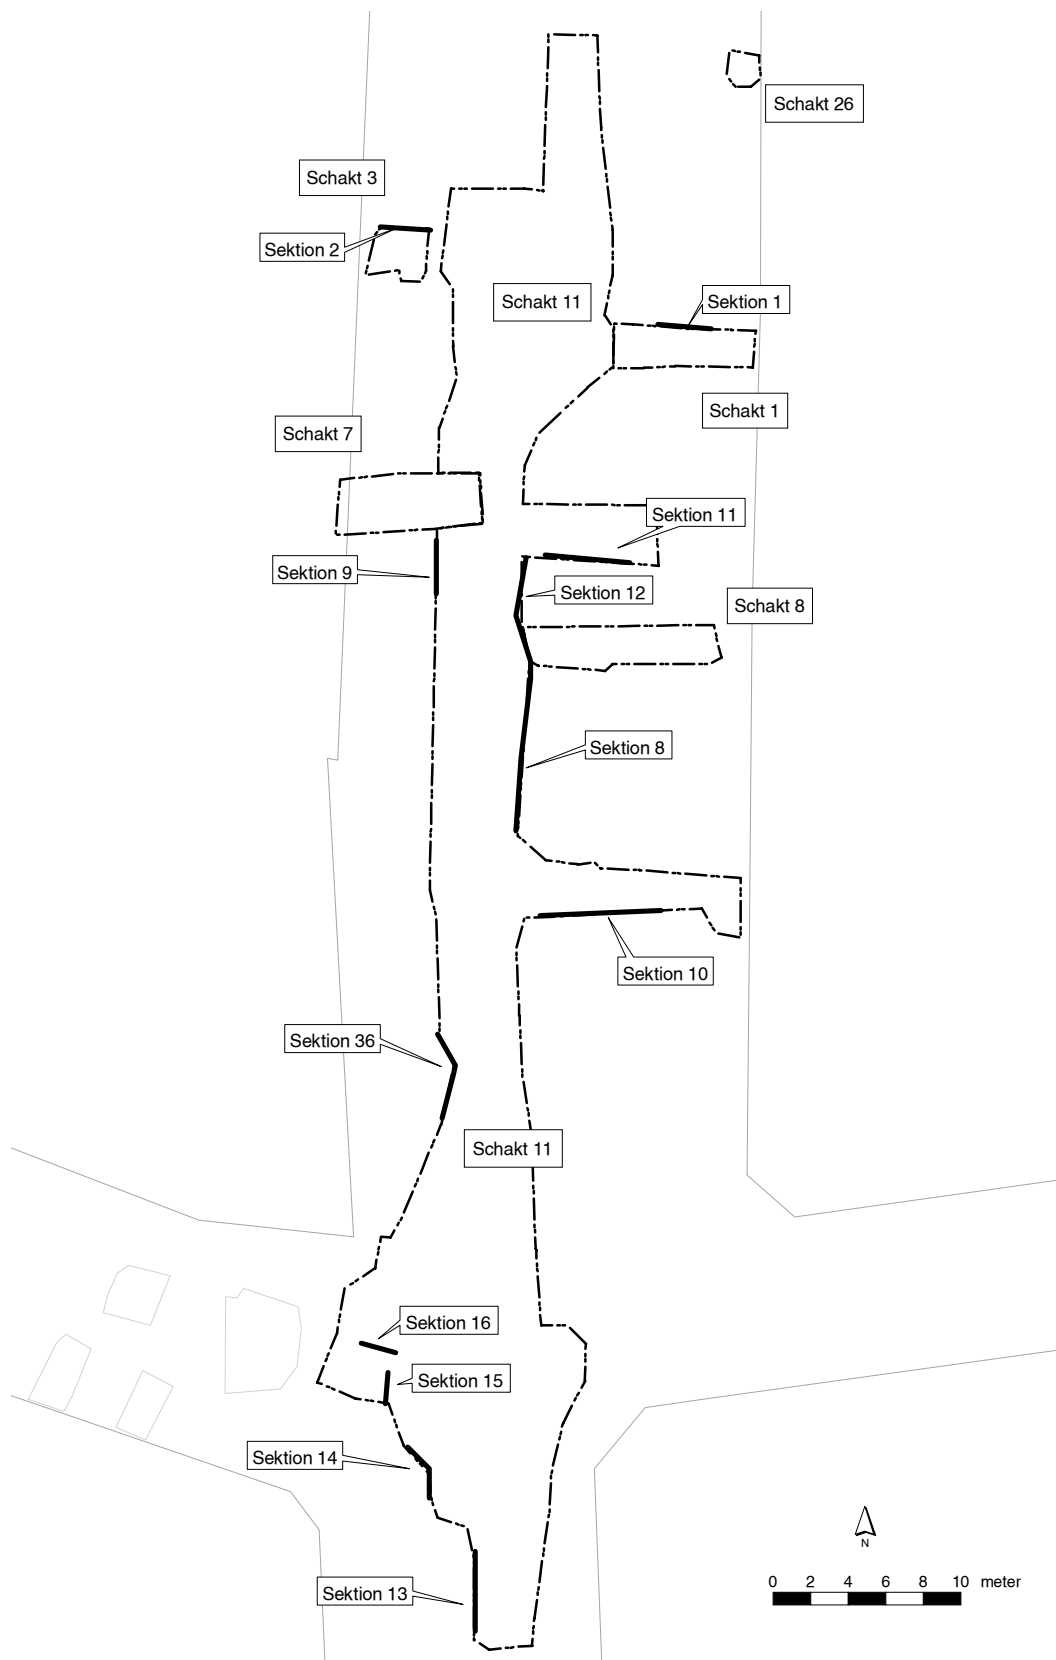 Schakt 26
Schakt 3
Sektion 2
Schakt 11
Sektion 1
Schakt 1
Schakt 7
Sektion 11
Sektion 9
Sektion 12
Schakt 8
Sektion 8
Sektion 10
Sektion 36
Schakt 11
Sektion 16
Sektion 15
Sektion 14
N
Sektion 13
0 2 4 6 8 10 meter